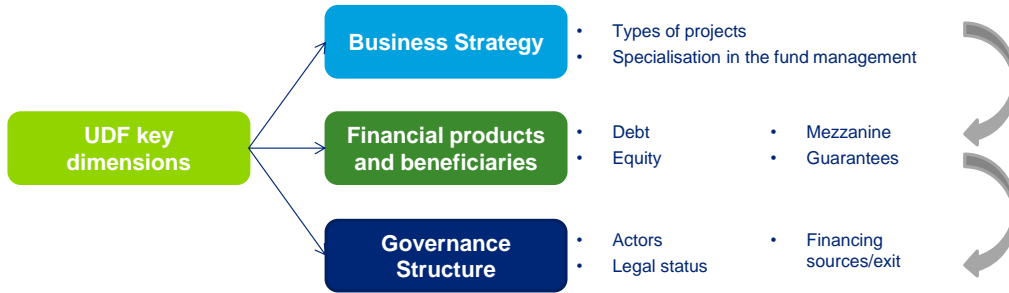 UDF key
dimensions
Business Strategy
• Types of projects
• Specialisation in the fund management
Financial products
and beneficiaries
• Debt
• Equity
• Mezzanine
• Guarantees
Governance
Structure
• Actors
• Legal status
• Financing
sources/exit